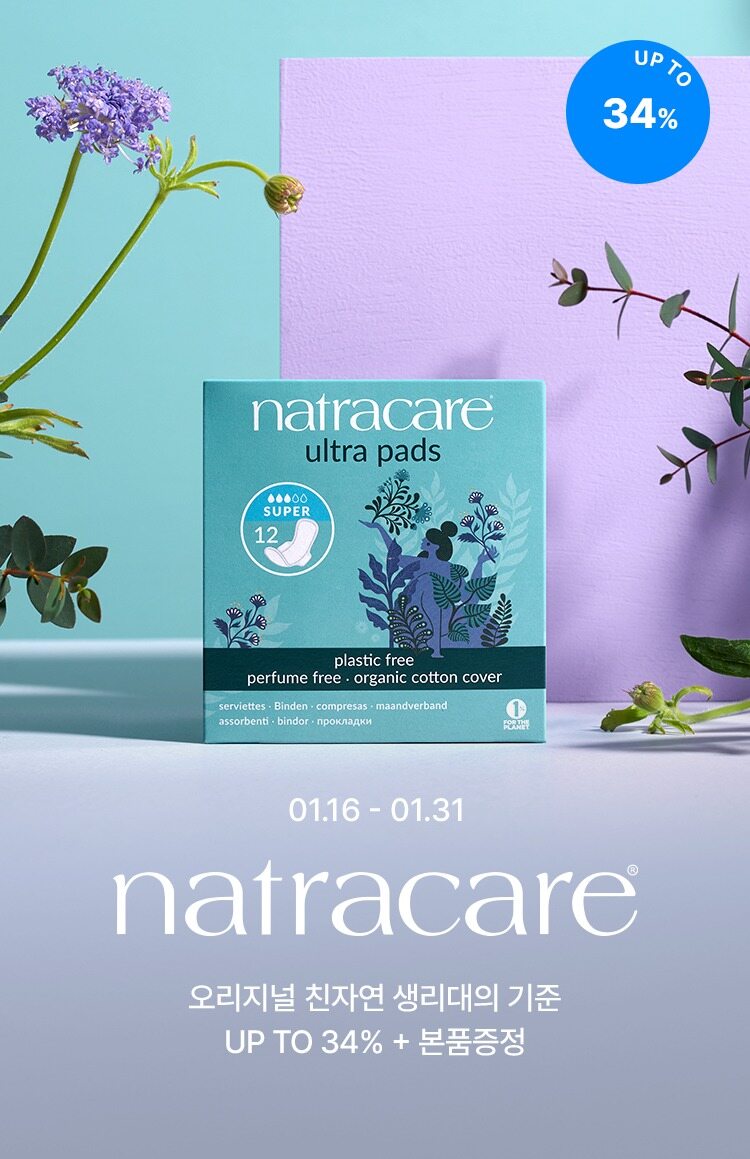 UP TO
34%
natracare®
ultra pads
SUPER
12
plastic free
perfume free · organic cotton cover
serviettes · Binden · compresas · maandverband
assorbenti · bindor · прокладки
1%
FOR THE
PLANET
01.16 - 01.31
natracare®
오리지널 친자연 생리대의 기준
UP TO 34% + 본품증정